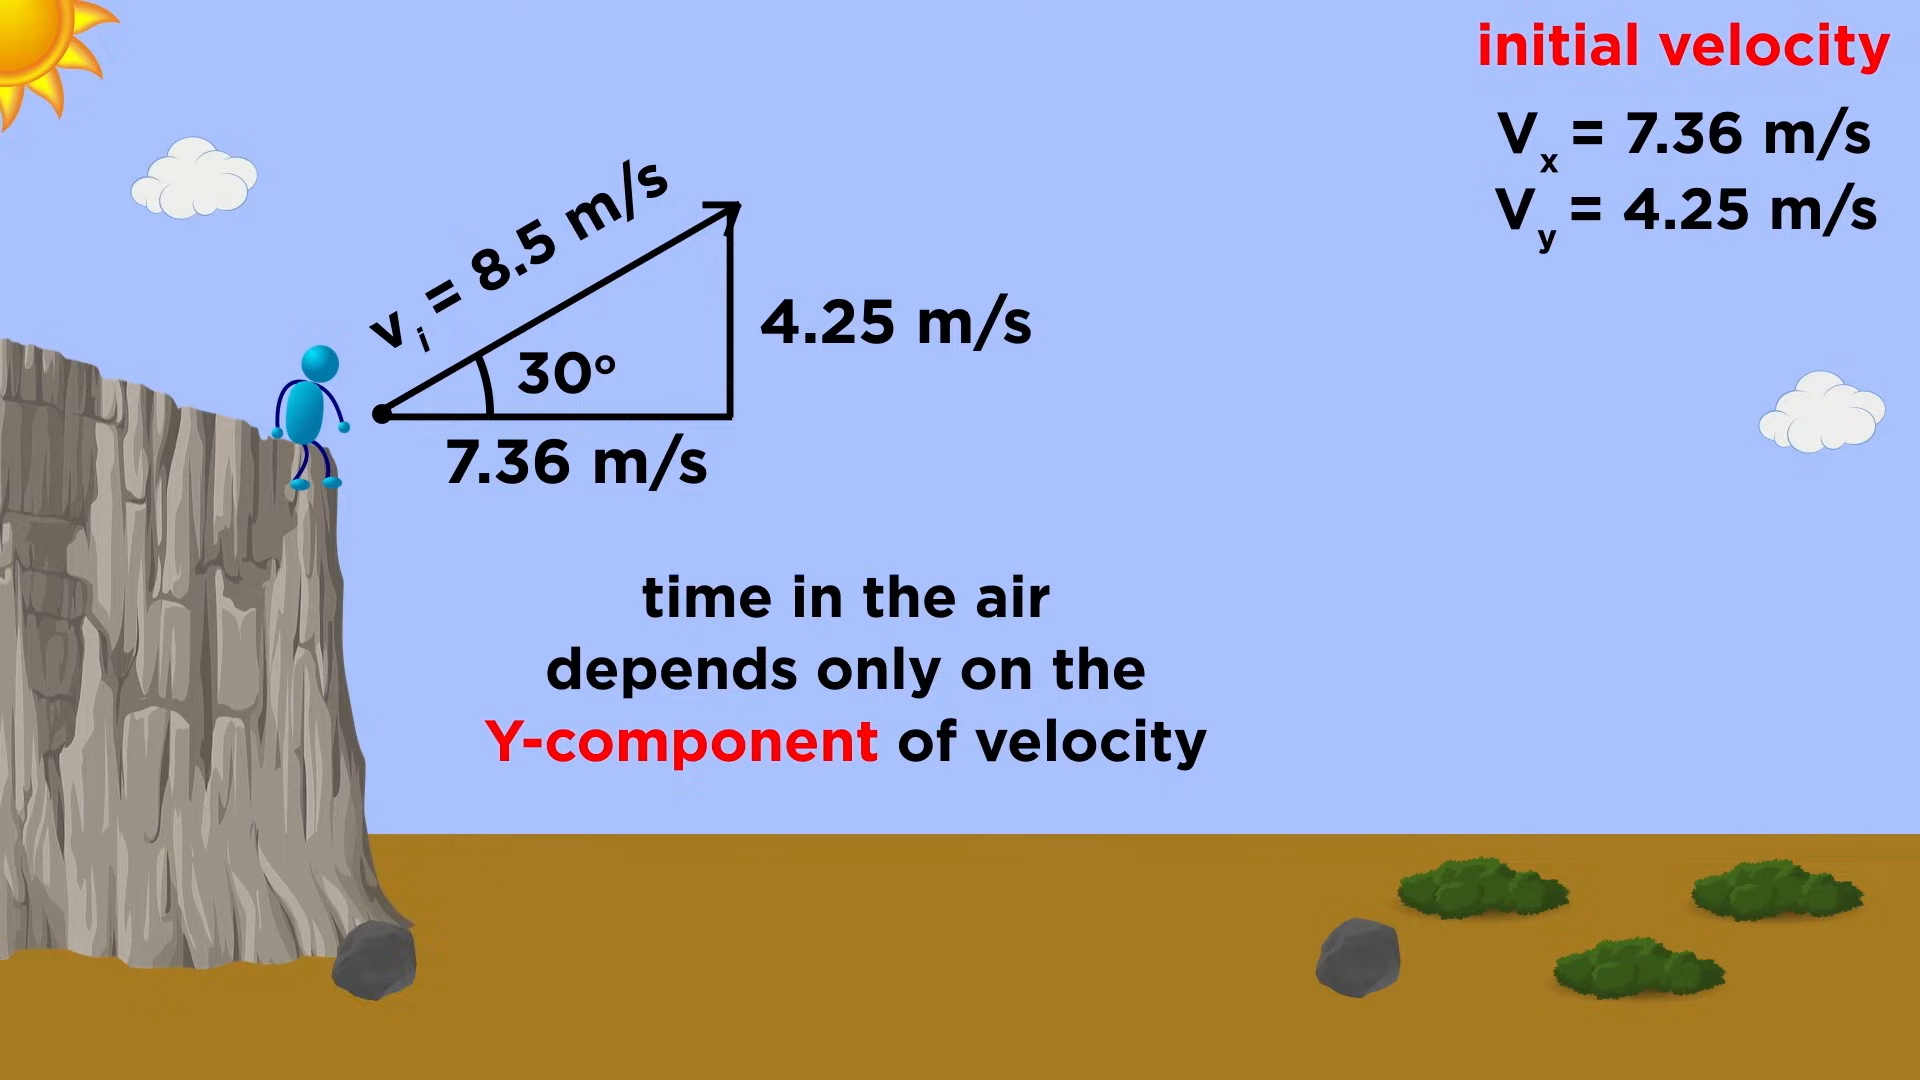 initial velocity
Vx = 7.36 m/s
Vy = 4.25 m/s
vi = 8.5 m/s
30°
4.25 m/s
7.36 m/s
time in the air
depends only on the
Y-component of velocity